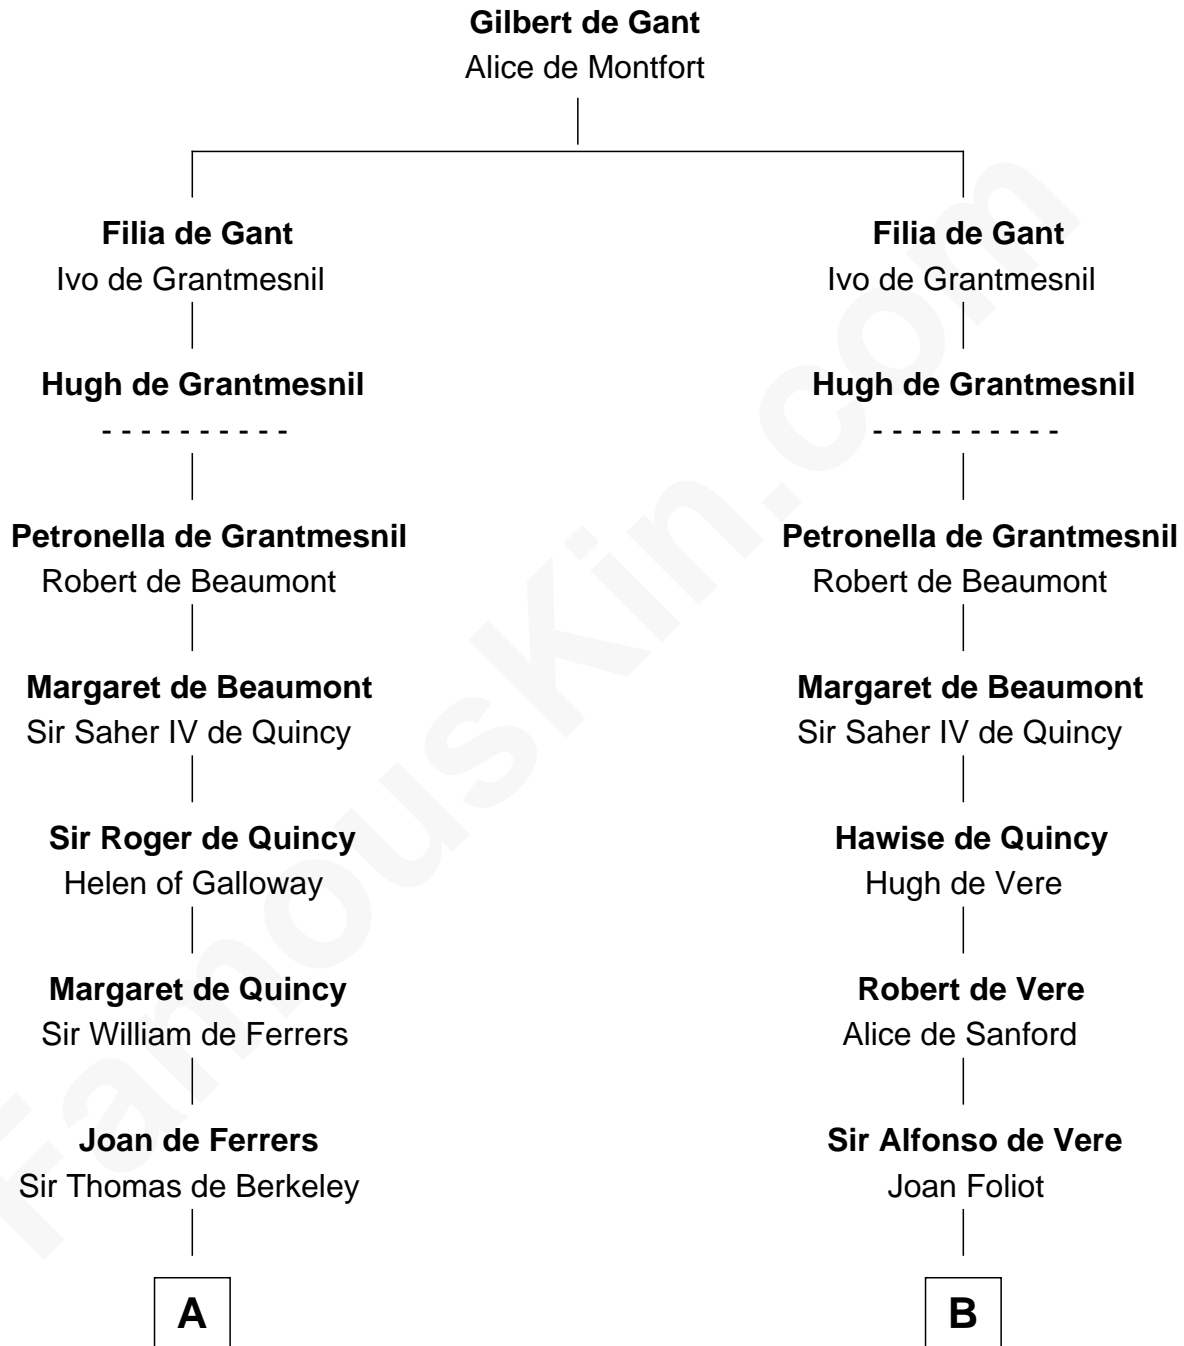 Gilbert de Gant
Alice de Montfort
Filia de Gant
Ivo de Grantmesnil
Hugh de Grantmesnil
- - - - - - - - - -
Petronella de Grantmesnil
Robert de Beaumont
Margaret de Beaumont
Sir Saher IV de Quincy
Sir Roger de Quincy
Helen of Galloway
Margaret de Quincy
Sir William de Ferrers
Joan de Ferrers
Sir Thomas de Berkeley
A
Filia de Gant
Ivo de Grantmesnil
Hugh de Grantmesnil
- - - - - - - - - -
Petronella de Grantmesnil
Robert de Beaumont
Margaret de Beaumont
Sir Saher IV de Quincy
Hawise de Quincy
Hugh de Vere
Robert de Vere
Alice de Sanford
Sir Alfonso de Vere
Joan Foliot
B
FamousKin.com